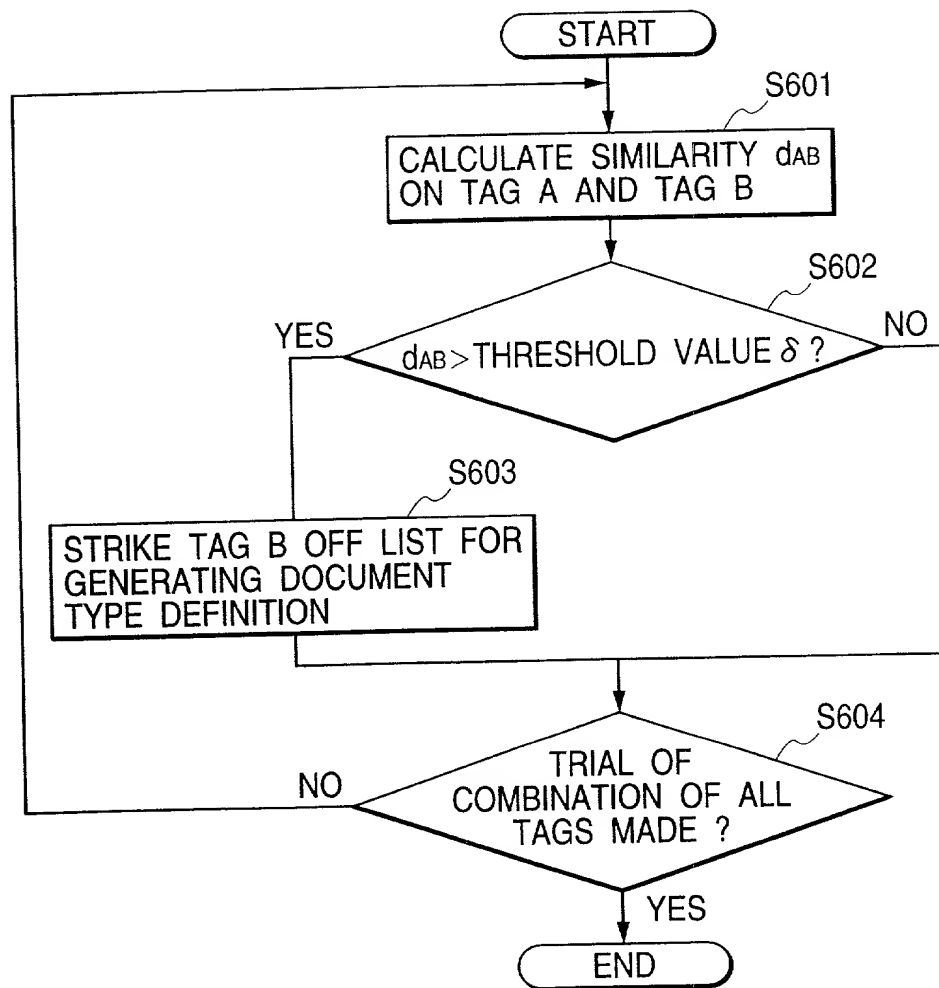 START
S601
CALCULATE SIMILARITY dAB
ON TAG A AND TAG B
S602
YES
NO
dAB > THRESHOLD VALUE δ ?
S603
STRIKE TAG B OFF LIST FOR
GENERATING DOCUMENT
TYPE DEFINITION
S604
NO
TRIAL OF
COMBINATION OF ALL
TAGS MADE ?
YES
END